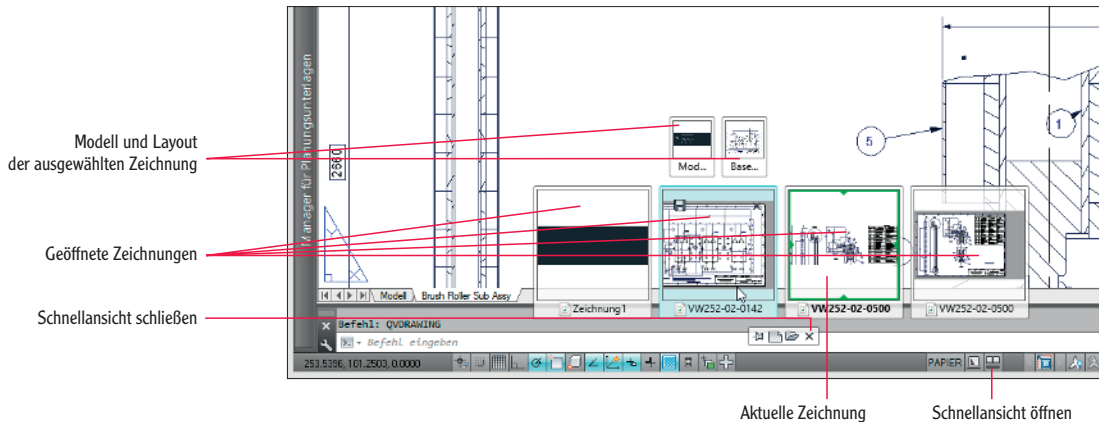 Manager für Planungsunterlagen
2660
5
1
Modell und Layout
der ausgewählten Zeichnung
Mod...
Base...
Geöffnete Zeichnungen
Modell
Brush Roller Sub Assy
Zeichnung1
VW252-02-0142
VW252-02-0500
VW252-02-0500
Schnellansicht schließen
Befehl: QVDRAWING
Befehl eingeben
253.5396, 101.2503, 0.0000
PAPIER
Aktuelle Zeichnung
Schnellansicht öffnen